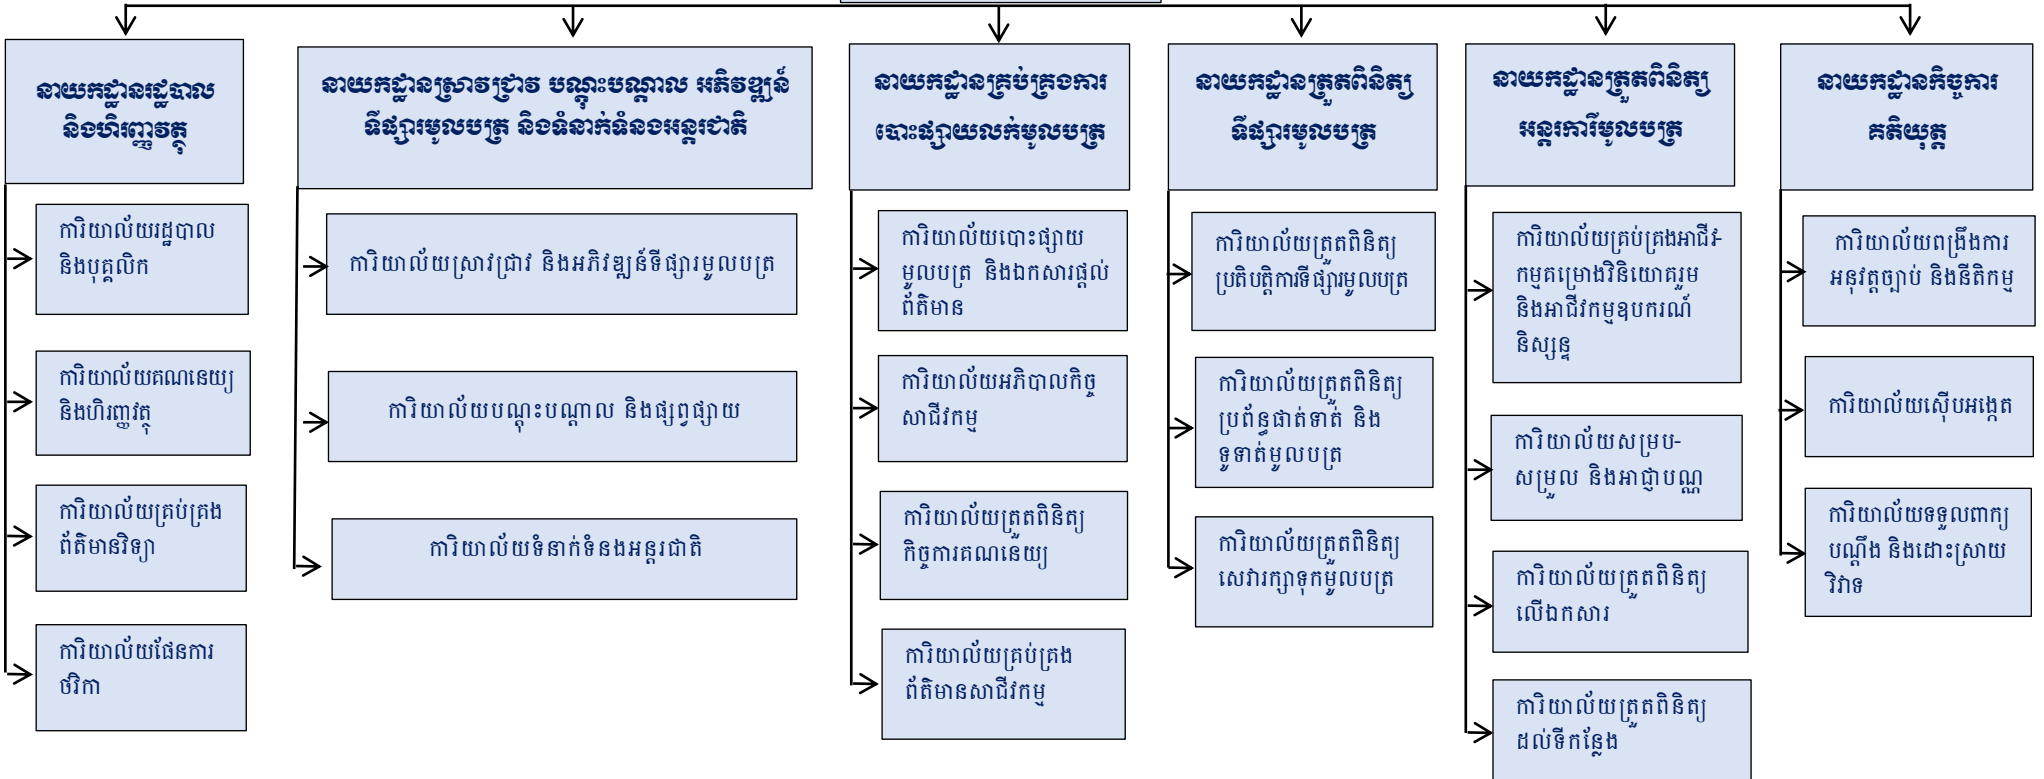 នាយកដ្ឋានរដ្ឋបាល
និងហិរញ្ញវត្ថុ
ការិយាល័យរដ្ឋបាល
និងបុគ្គលិក
ការិយាល័យគណនេយ្យ
និងហិរញ្ញវត្ថុ
ការិយាល័យគ្រប់គ្រង
ព័ត៌មានវិទ្យា
ការិយាល័យផែនការ
ថវិកា
នាយកដ្ឋានស្រាវជ្រាវ បណ្តុះបណ្តាល អភិវឌ្ឍន៍
ទីផ្សារមូលបត្រ និងទំនាក់ទំនងអន្តរជាតិ
ការិយាល័យស្រាវជ្រាវ និងអភិវឌ្ឍន៍ទីផ្សារមូលបត្រ
ការិយាល័យបណ្តុះបណ្តាល និងផ្សព្វផ្សាយ
ការិយាល័យទំនាក់ទំនងអន្តរជាតិ
នាយកដ្ឋានគ្រប់គ្រងការ
បោះផ្សាយលក់មូលបត្រ
ការិយាល័យបោះផ្សាយ
មូលបត្រ និងឯកសារផ្តល់
ព័ត៌មាន
ការិយាល័យអភិបាលកិច្ច
សាជីវកម្ម
ការិយាល័យត្រួតពិនិត្យ
កិច្ចការគណនេយ្យ
ការិយាល័យគ្រប់គ្រង
ព័ត៌មានសាជីវកម្ម
នាយកដ្ឋានត្រួតពិនិត្យ
ទីផ្សារមូលបត្រ
ការិយាល័យត្រួតពិនិត្យ
ប្រតិបត្តិការទីផ្សារមូលបត្រ
ការិយាល័យត្រួតពិនិត្យ
ប្រព័ន្ធផាត់ទាត់ និង
ទូទាត់មូលបត្រ
ការិយាល័យត្រួតពិនិត្យ
សេវារក្សាទុកមូលបត្រ
នាយកដ្ឋានត្រួតពិនិត្យ
អន្តរការីមូលបត្រ
ការិយាល័យគ្រប់គ្រងអាជីវ-
កម្មគម្រោងវិនិយោគរួម
និងអាជីវកម្មឧបករណ៍
និស្សន្ទ
ការិយាល័យសម្រប-
សម្រួល និងអាជ្ញាបណ្ណ
ការិយាល័យត្រួតពិនិត្យ
លើឯកសារ
ការិយាល័យត្រួតពិនិត្យ
ដល់ទីកន្លែង
នាយកដ្ឋានកិច្ចការ
គតិយុត្ត
ការិយាល័យពង្រឹងការ
អនុវត្តច្បាប់ និងនីតិកម្ម
ការិយាល័យស៊ើបអង្កេត
ការិយាល័យទទួលពាក្យ
បណ្តឹង និងដោះស្រាយ
វិវាទ